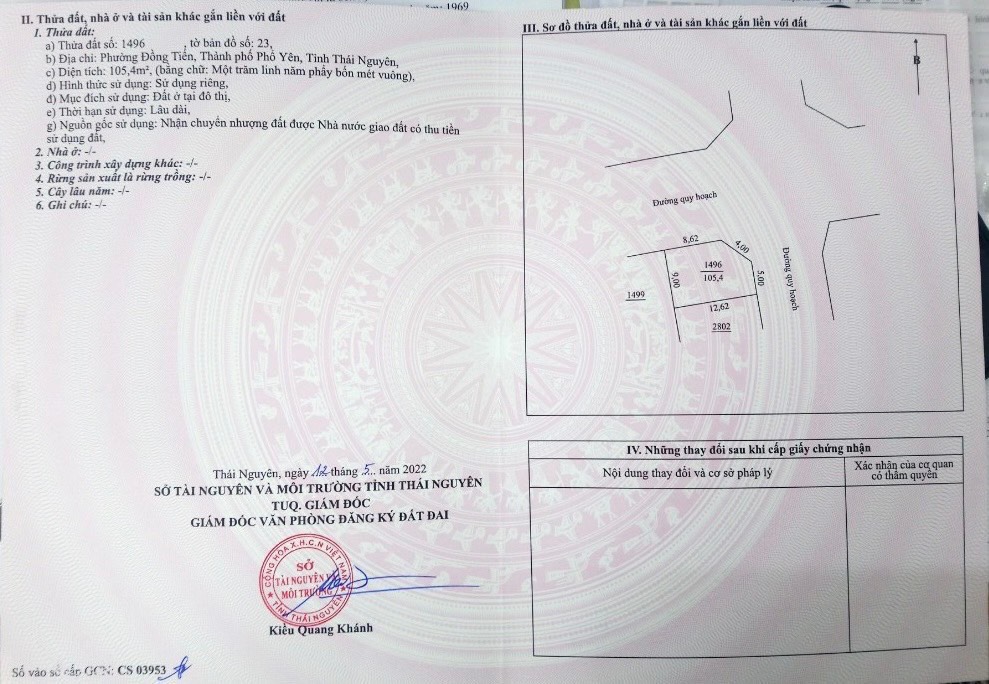 1969
II. Thửa đất, nhà ở và tài sản khác gắn liền với đất
1. Thửa đất:
a) Thửa đất số: 1496 , tờ bản đồ số: 23,
b) Địa chỉ: Phường Đồng Tiến, Thành phố Phổ Yên, Tỉnh Thái Nguyên,
c) Diện tích: 105,4m², (bằng chữ: Một trăm linh năm phẩy bốn mét vuông),
d) Hình thức sử dụng: Sử dụng riêng,
đ) Mục đích sử dụng: Đất ở tại đô thị,
e) Thời hạn sử dụng: Lâu dài,
g) Nguồn gốc sử dụng: Nhận chuyển nhượng đất được Nhà nước giao đất có thu tiền
sử dụng đất,
2. Nhà ở: -/-
3. Công trình xây dựng khác: -/-
4. Rừng sản xuất là rừng trồng: -/-
5. Cây lâu năm: -/-
6. Ghi chú: -/-
Thái Nguyên, ngày 12 tháng 5 năm 2022
SỞ TÀI NGUYÊN VÀ MÔI TRƯỜNG TỈNH THÁI NGUYÊN
TUQ. GIÁM ĐỐC
GIÁM ĐỐC VĂN PHÒNG ĐĂNG KÝ ĐẤT ĐAI
CỘNG HÒA X.H.C.N VIỆT NAM
SỞ
TÀI NGUYÊN VÀ
MÔI TRƯỜNG
TỈNH THÁI NGUYÊN
Kiều Quang Khánh
Số vào sổ cấp GCN: CS 03953
III. Sơ đồ thửa đất, nhà ở và tài sản khác gắn liền với đất
B
Đường quy hoạch
8,62
4,00
1496
105,4
9,00
5,00
Đường quy hoạch
1499
12,62
2802
IV. Những thay đổi sau khi cấp giấy chứng nhận
Nội dung thay đổi và cơ sở pháp lý
Xác nhận của cơ quan
có thẩm quyền